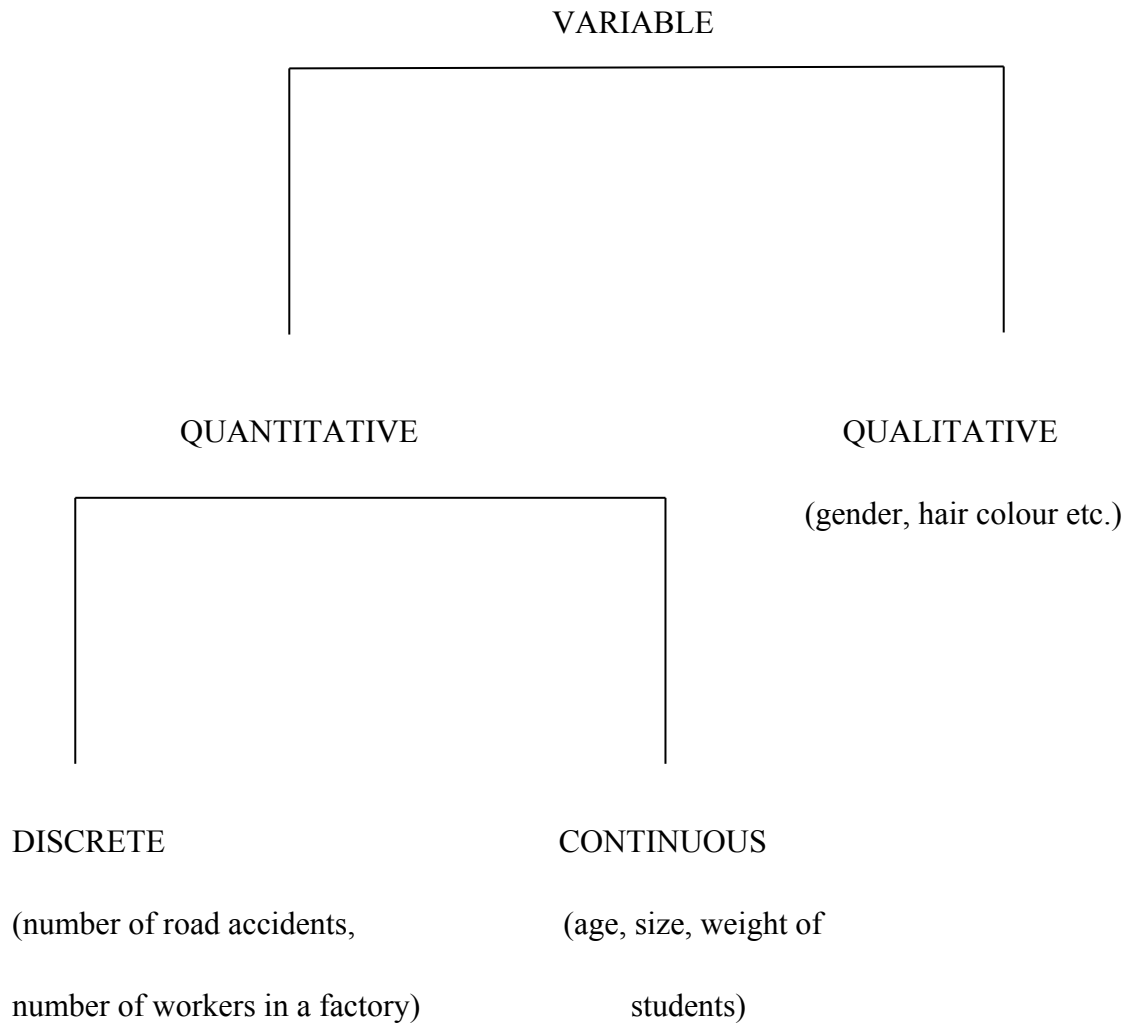 VARIABLE
QUANTITATIVE
QUALITATIVE
(gender, hair colour etc.)
DISCRETE
(number of road accidents,
number of workers in a factory)
CONTINUOUS
(age, size, weight of
students)